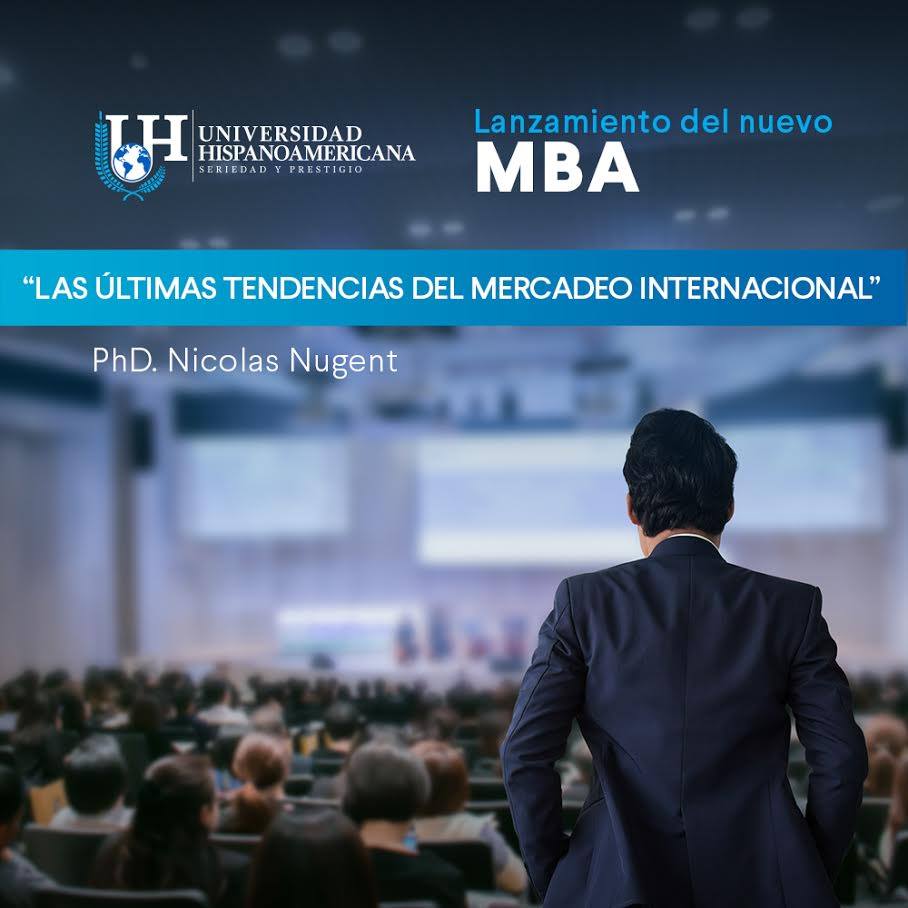 UH
UNIVERSIDAD
HISPANOAMERICANA
SERIEDAD Y PRESTIGIO
Lanzamiento del nuevo
MBA
“LAS ÚLTIMAS TENDENCIAS DEL MERCADEO INTERNACIONAL”
PhD. Nicolas Nugent